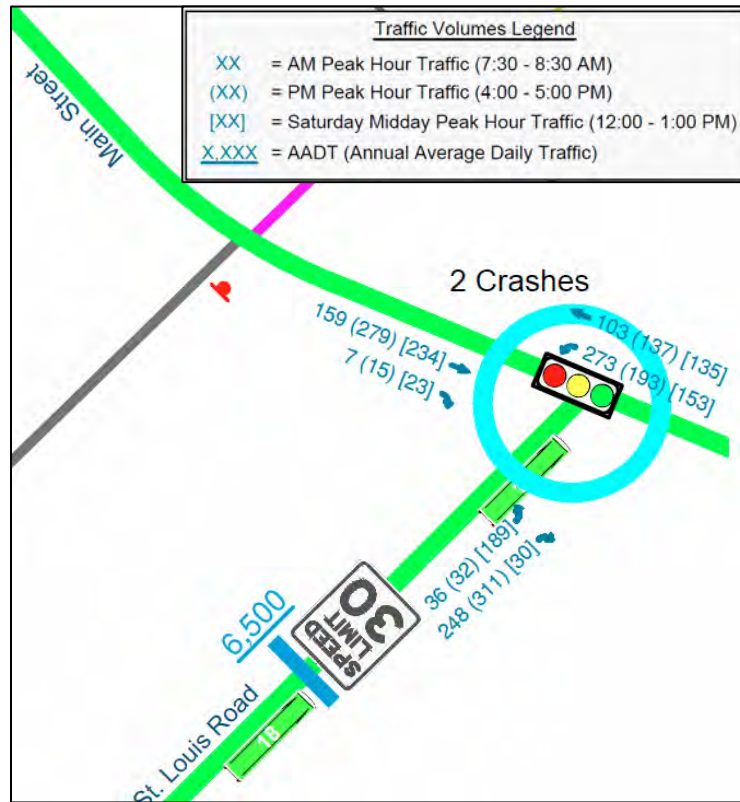 Traffic Volumes Legend
XX = AM Peak Hour Traffic (7:30 - 8:30 AM)
(XX) = PM Peak Hour Traffic (4:00 - 5:00 PM)
[XX] = Saturday Midday Peak Hour Traffic (12:00 - 1:00 PM)
X,XXX = AADT (Annual Average Daily Traffic)
Main Street
2 Crashes
159 (279) [234]
7 (15) [23]
103 (137) [135]
273 (193) [153]
36 (32) [189]
248 (311) [30]
SPEED
LIMIT
30
6,500
18
St. Louis Road